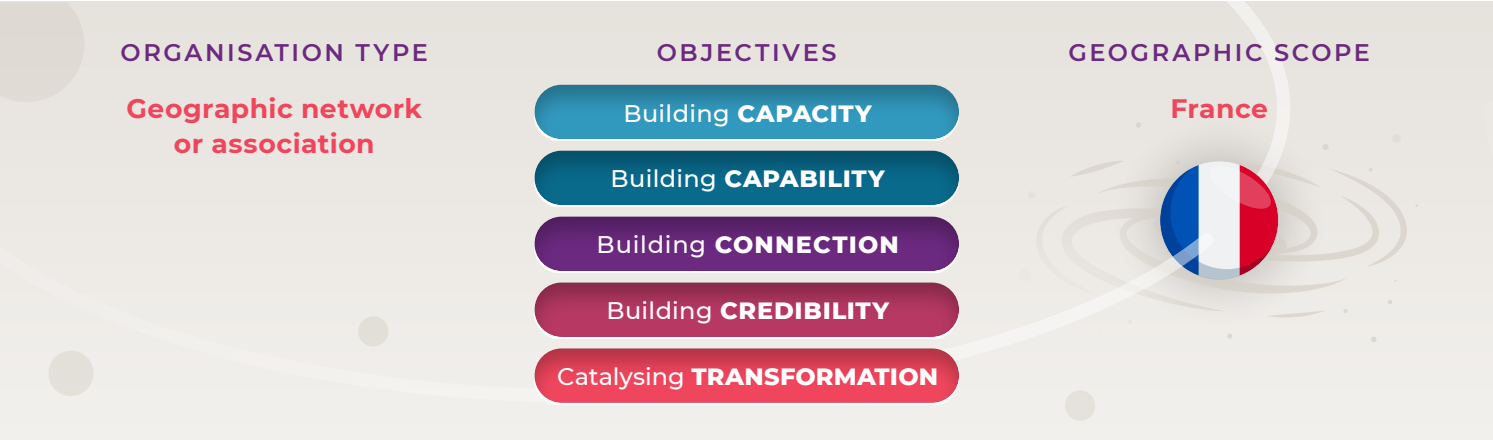 ORGANISATION TYPE
Geographic network
or association
OBJECTIVES
Building CAPACITY
Building CAPABILITY
Building CONNECTION
Building CREDIBILITY
Catalysing TRANSFORMATION
GEOGRAPHIC SCOPE
France